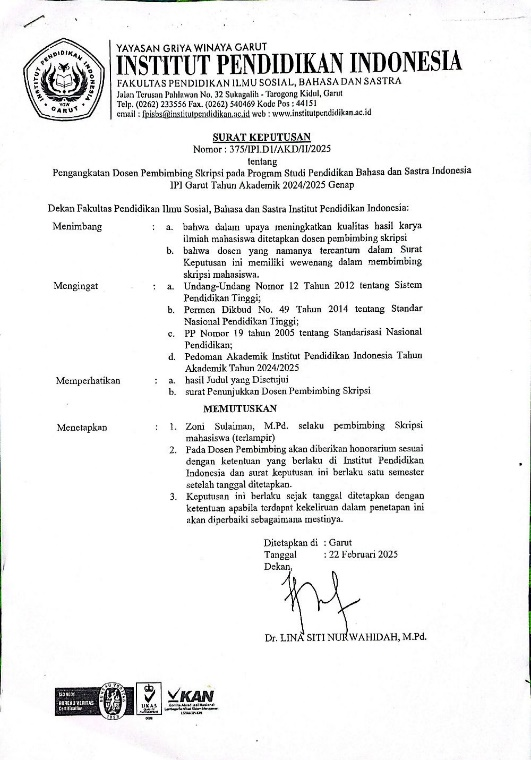 INSTITUT PENDIDIKAN INDONESIA
GARUT
YAYASAN GRIYA WINAYA GARUT
INSTITUT PENDIDIKAN INDONESIA
FAKULTAS PENDIDIKAN ILMU SOSIAL, BAHASA DAN SASTRA
Jalan Terusan Pahlawan No. 32 Sukagalih - Tarogong Kidul, Garut
Telp. (0262) 233556 Fax. (0262) 540469 Kode Pos : 44151
email : fpisbs@institutpendidikan.ac.id web : www.institutpendidikan.ac.id
SURAT KEPUTUSAN
Nomor : 375/IPI.D1/AKD/II/2025
tentang
Pengangkatan Dosen Pembimbing Skripsi pada Program Studi Pendidikan Bahasa dan Sastra Indonesia
IPI Garut Tahun Akademik 2024/2025 Genap
Dekan Fakultas Pendidikan Ilmu Sosial, Bahasa dan Sastra Institut Pendidikan Indonesia:
Menimbang : a. bahwa dalam upaya meningkatkan kualitas hasil karya
ilmiah mahasiswa ditetapkan dosen pembimbing skripsi
b. bahwa dosen yang namanya tercantum dalam Surat
Keputusan ini memiliki wewenang dalam membimbing
skripsi mahasiswa.
Mengingat : a. Undang-Undang Nomor 12 Tahun 2012 tentang Sistem
Pendidikan Tinggi;
b. Permen Dikbud No. 49 Tahun 2014 tentang Standar
Nasional Pendidikan Tinggi;
c. PP Nomor 19 tahun 2005 tentang Standarisasi Nasional
Pendidikan;
d. Pedoman Akademik Institut Pendidikan Indonesia Tahun
Akademik Tahun 2024/2025
Memperhatikan : a. hasil Judul yang Disetujui
b. surat Penunjukkan Dosen Pembimbing Skripsi
MEMUTUSKAN
Menetapkan : 1. Zoni Sulaiman, M.Pd. selaku pembimbing Skripsi
mahasiswa (terlampir)
2. Pada Dosen Pembimbing akan diberikan honorarium sesuai
dengan ketentuan yang berlaku di Institut Pendidikan
Indonesia dan surat keputusan ini berlaku satu semester
setelah tanggal ditetapkan.
3. Keputusan ini berlaku sejak tanggal ditetapkan dengan
ketentuan apabila terdapat kekeliruan dalam penetapan ini
akan diperbaiki sebagaimana mestinya.
Ditetapkan di : Garut
Tanggal : 22 Februari 2025
Dekan,
Dr. LINA SITI NURWAHIDAH, M.Pd.
BUREAU VERITAS
Certification
UKAS
KAN